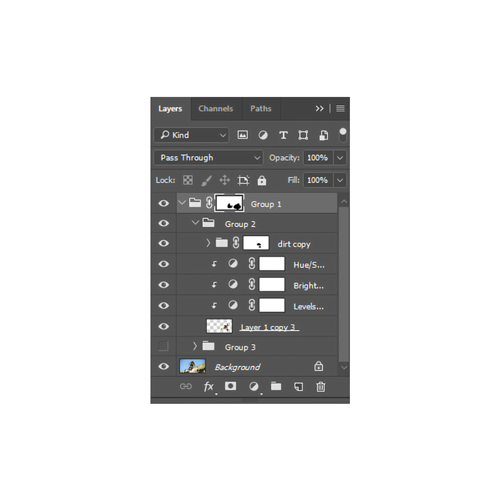 Layers Channels Paths
Kind
Pass Through Opacity: 100%
Lock: Fill: 100%
Group 1
Group 2
dirt copy
Hue/S...
Bright...
Levels...
Layer 1 copy 3
Group 3
Background
fx